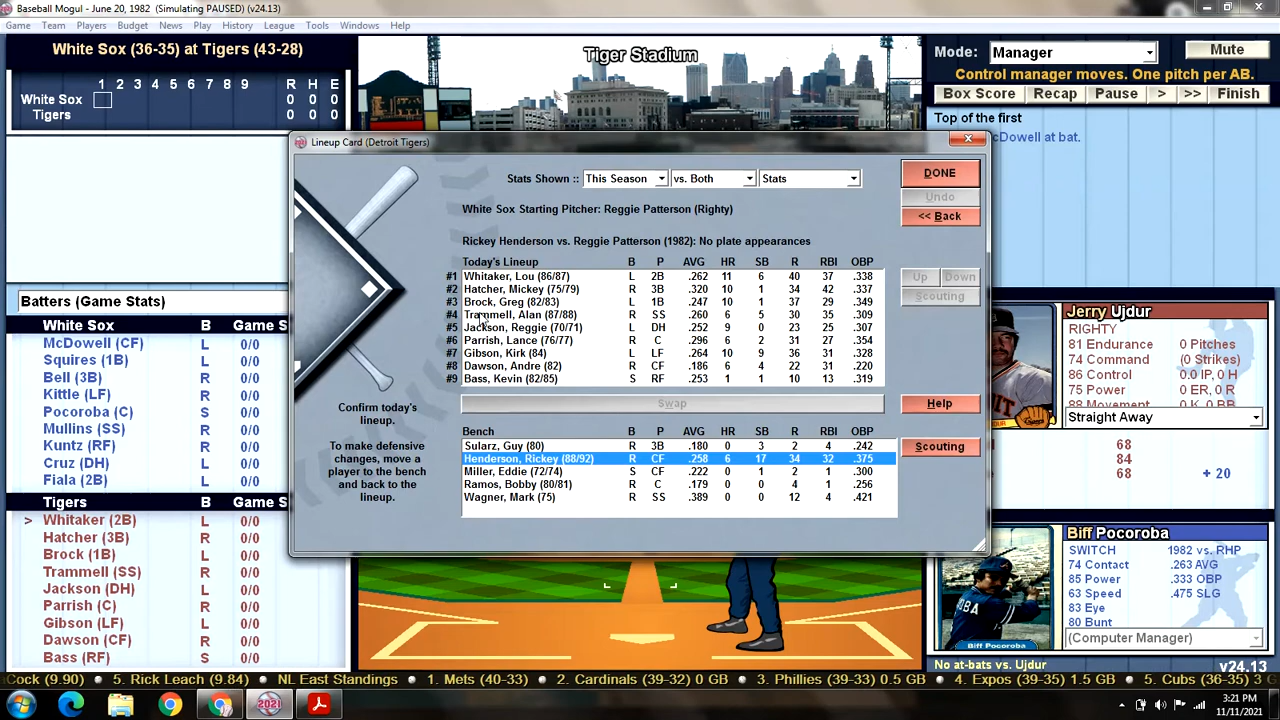 Baseball Mogul - June 20, 1982 (Simulating PAUSED) (v24.13)
Game Team Players Budget News Play History League Tools Windows Help
White Sox (36-35) at Tigers (43-28)
1 2 3 4 5 6 7 8 9 R H E
White Sox 0 0 0
Tigers 0 0 0
Tiger Stadium
Mode: Manager Mute
Control manager moves. One pitch per AB.
Box Score Recap Pause > >> Finish
Top of the first
cDowell at bat.
Lineup Card (Detroit Tigers)
Stats Shown :: This Season vs. Both Stats
DONE
Undo
<< Back
White Sox Starting Pitcher: Reggie Patterson (Righty)
Rickey Henderson vs. Reggie Patterson (1982): No plate appearances
Today's Lineup B P AVG HR SB R RBI OBP
#1 Whitaker, Lou (86/87) L 2B .262 11 6 40 37 .338
#2 Hatcher, Mickey (75/79) R 3B .320 10 1 34 42 .337
#3 Brock, Greg (82/83) L 1B .247 10 1 37 29 .349
#4 Trammell, Alan (87/88) R SS .260 6 5 30 35 .309
#5 Jackson, Reggie (70/71) L DH .252 9 0 23 25 .307
#6 Parrish, Lance (76/77) R C .296 6 2 31 27 .354
#7 Gibson, Kirk (84) L LF .264 10 9 36 31 .328
#8 Dawson, Andre (82) R CF .186 6 4 22 31 .220
#9 Bass, Kevin (82/85) S RF .253 1 1 10 13 .319
Up Down
Scouting
Swap
Help
Confirm today's
lineup.
To make defensive
changes, move a
player to the bench
and back to the
lineup.
Bench B P AVG HR SB R RBI OBP
Sularz, Guy (80) R 3B .180 0 3 2 4 .242
Henderson, Rickey (88/92) R CF .258 6 17 34 32 .375
Miller, Eddie (72/74) S CF .222 0 1 2 1 .300
Ramos, Bobby (80/81) R C .179 0 0 4 1 .256
Wagner, Mark (75) R SS .389 0 0 12 4 .421
Scouting
Batters (Game Stats)
White Sox B Game S
McDowell (CF) R 0/0
Squires (1B) L 0/0
Bell (3B) R 0/0
Kittle (LF) R 0/0
Pocoroba (C) S 0/0
Mullins (SS) R 0/0
Kuntz (RF) R 0/0
Cruz (DH) L 0/0
Fiala (2B) L 0/0
Tigers B Game S
> Whitaker (2B) L 0/0
Hatcher (3B) R 0/0
Brock (1B) L 0/0
Trammell (SS) R 0/0
Jackson (DH) L 0/0
Parrish (C) R 0/0
Gibson (LF) L 0/0
Dawson (CF) R 0/0
Bass (RF) S 0/0
Jerry Ujdur
RIGHTY
81 Endurance 0 Pitches
74 Command (0 Strikes)
86 Control 0.0 IP, 0 H
75 Power 0 ER, 0 R
88 Movement 0 K, 0 BB
Straight Away
68
84
68 + 20
Biff Pocoroba
SWITCH 1982 vs. RHP
74 Contact .263 AVG
85 Power .333 OBP
63 Speed .475 SLG
83 Eye
80 Bunt
(Computer Manager)
Biff Pocoroba
No at-bats vs. Ujdur v24.13
cCock (9.90) 5. Rick Leach (9.84) NL East Standings 1. Mets (40-33) 2. Cardinals (39-32) 0 GB 3. Phillies (39-33) 0.5 GB 4. Expos (39-35) 1.5 GB 5. Cubs (36-35) 3 G
2021
3:21 PM
11/11/2021